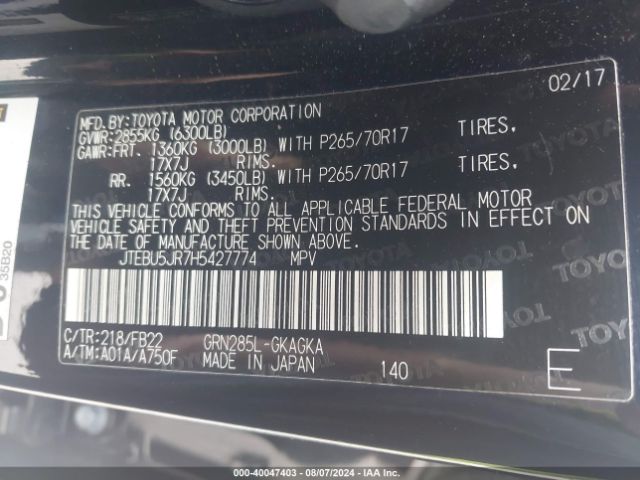 02/17
MFD. BY: TOYOTA MOTOR CORPORATION
GVWR: 2855KG (6300LB)
GAWR: FRT. 1360KG (3000LB) WITH P265/70R17 TIRES,
17X7J RIMS.
RR. 1560KG (3450LB) WITH P265/70R17 TIRES,
17X7J RIMS.
THIS VEHICLE CONFORMS TO ALL APPLICABLE FEDERAL MOTOR
VEHICLE SAFETY AND THEFT PREVENTION STANDARDS IN EFFECT ON
THE DATE OF MANUFACTURE SHOWN ABOVE.
JTEBU5JR7H5427774 MPV
C/TR: 218/FB22 GRN285L-GKAGKA
A/TM: A01A/A750F MADE IN JAPAN 140 E
35B20
000-40047403 - 08/07/2024 - IAA Inc.